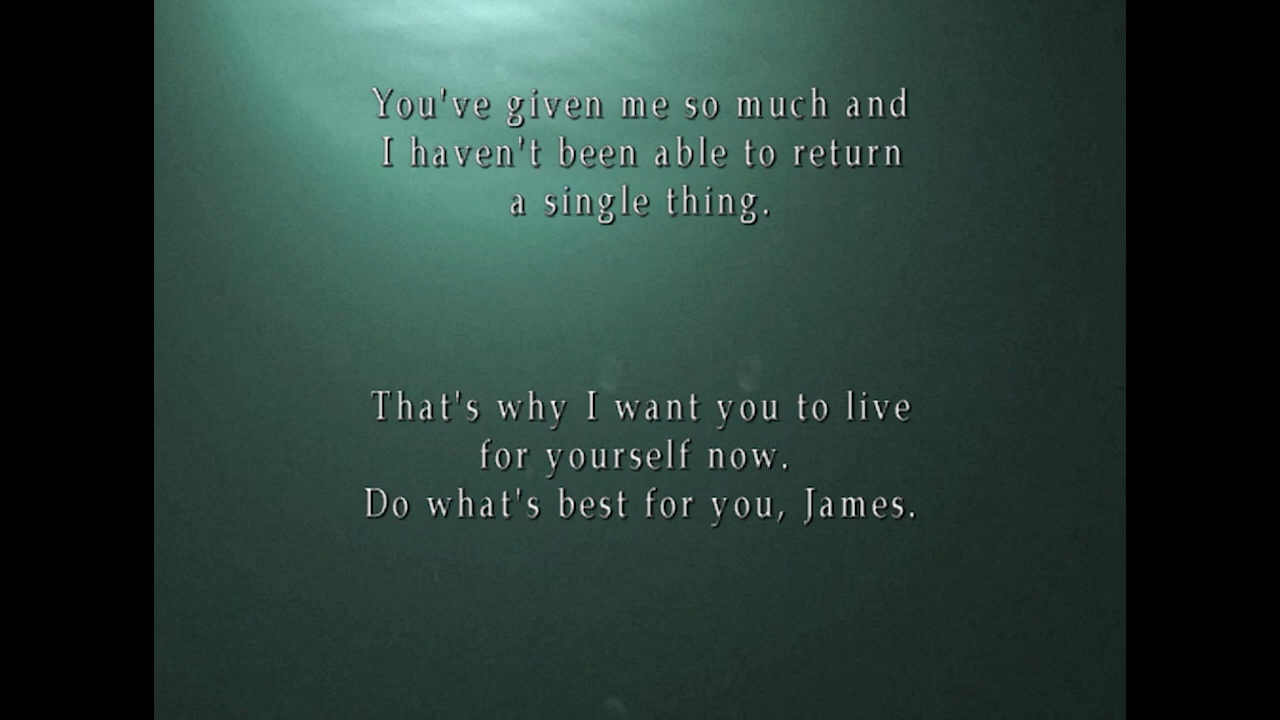 You've given me so much and
I haven't been able to return
a single thing.
That's why I want you to live
for yourself now.
Do what's best for you, James.